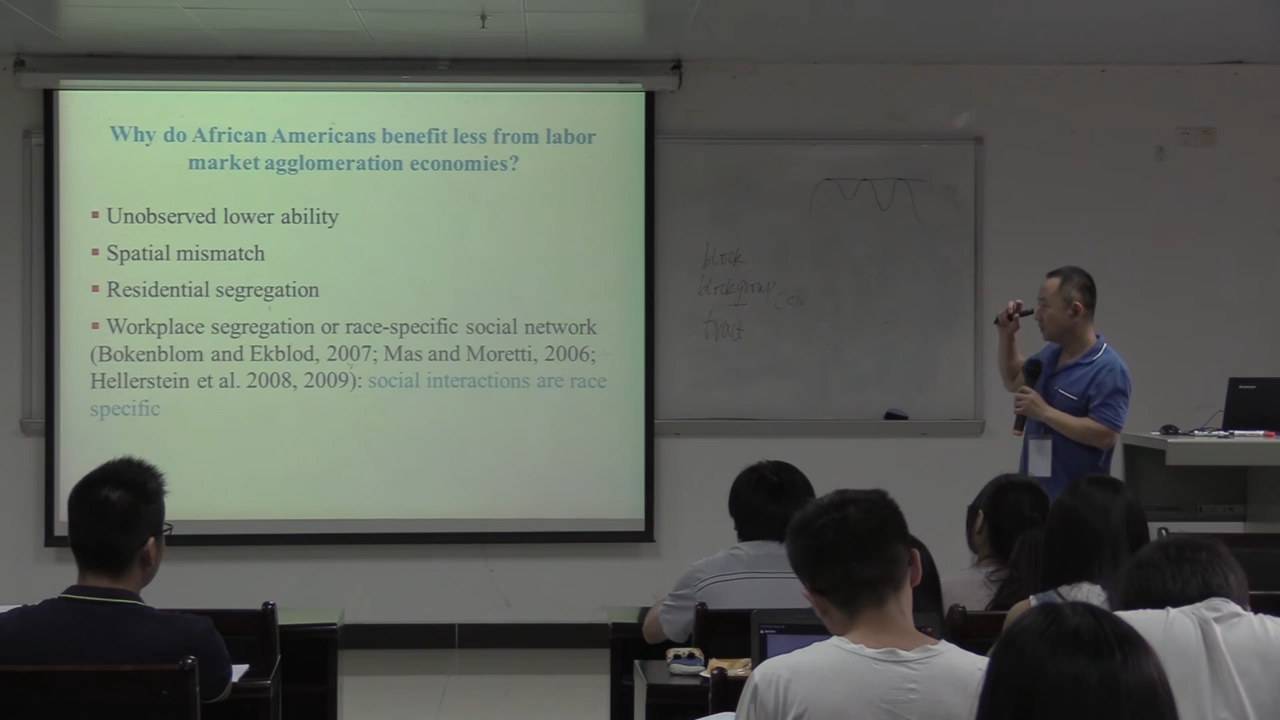 Why do African Americans benefit less from labor
market agglomeration economies?
▪ Unobserved lower ability
▪ Spatial mismatch
▪ Residential segregation
▪ Workplace segregation or race-specific social network
(Bokenblom and Ekblod, 2007; Mas and Moretti, 2006;
Hellerstein et al. 2008, 2009): social interactions are race
specific
block
blockgroup
tract